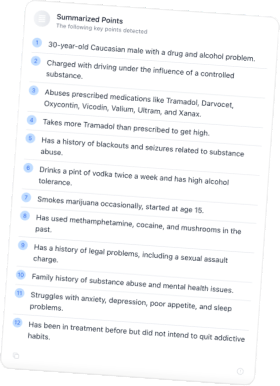 Summarized Points
The following key points detected
1 30-year-old Caucasian male with a drug and alcohol problem.
2 Charged with driving under the influence of a controlled
substance.
3 Abuses prescribed medications like Tramadol, Darvocet,
Oxycontin, Vicodin, Valium, Ultram, and Xanax.
4 Takes more Tramadol than prescribed to get high.
5 Has a history of blackouts and seizures related to substance
abuse.
6 Drinks a pint of vodka twice a week and has high alcohol
tolerance.
7 Smokes marijuana occasionally, started at age 15.
8 Has used methamphetamine, cocaine, and mushrooms in the
past.
9 Has a history of legal problems, including a sexual assault
charge.
10 Family history of substance abuse and mental health issues.
11 Struggles with anxiety, depression, poor appetite, and sleep
problems.
12 Has been in treatment before but did not intend to quit addictive
habits.